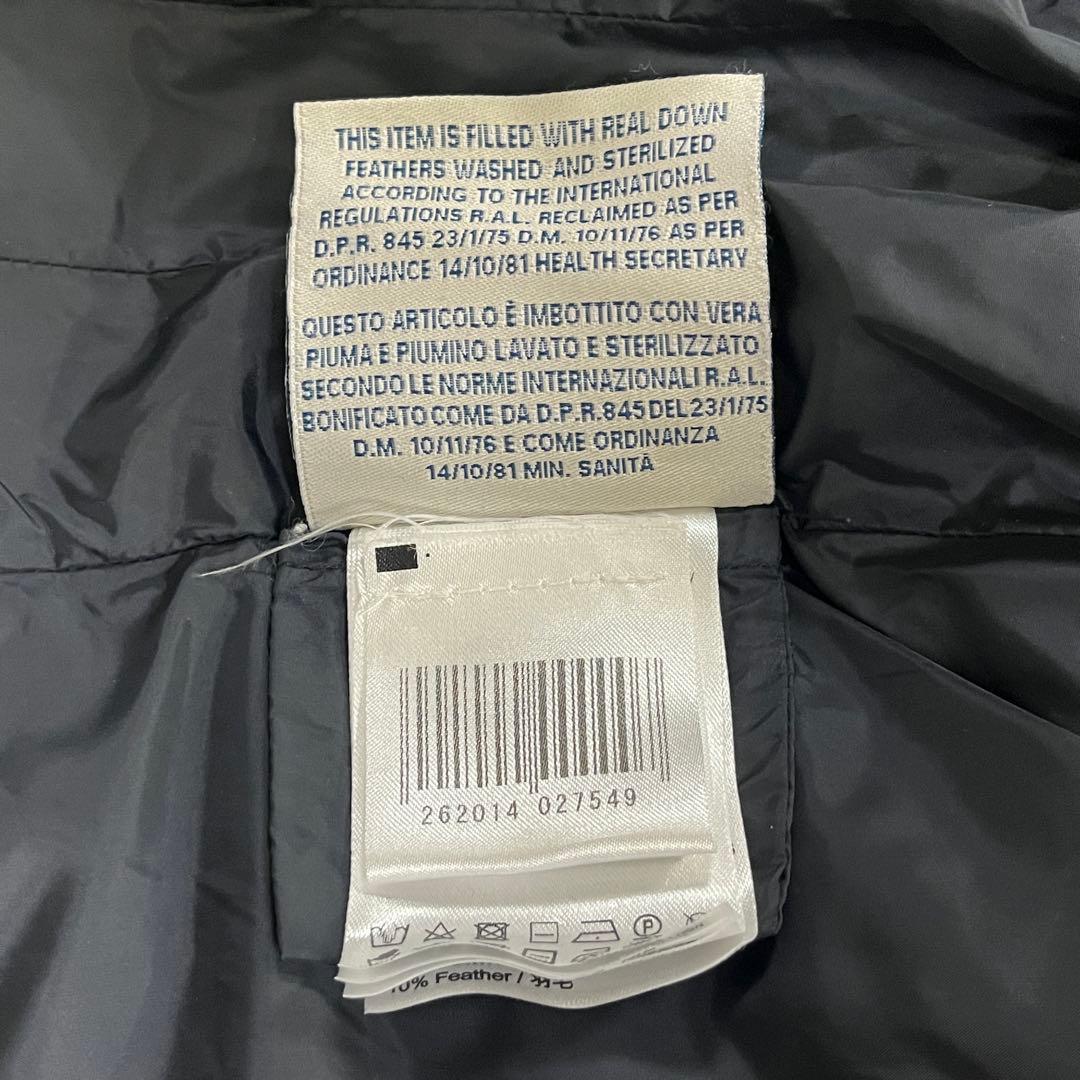 THIS ITEM IS FILLED WITH REAL DOWN
FEATHERS WASHED AND STERILIZED
ACCORDING TO THE INTERNATIONAL
REGULATIONS R.A.L. RECLAIMED AS PER
D.P.R. 845 23/1/75 D.M. 10/11/76 AS PER
ORDINANCE 14/10/81 HEALTH SECRETARY
QUESTO ARTICOLO È IMBOTTITO CON VERA
PIUMA E PIUMINO LAVATO E STERILIZZATO
SECONDO LE NORME INTERNAZIONALI R.A.L.
BONIFICATO COME DA D.P.R. 845 DEL 23/1/75
D.M. 10/11/76 E COME ORDINANZA
14/10/81 MIN. SANITÀ
262014 027549
P
10% Feather /